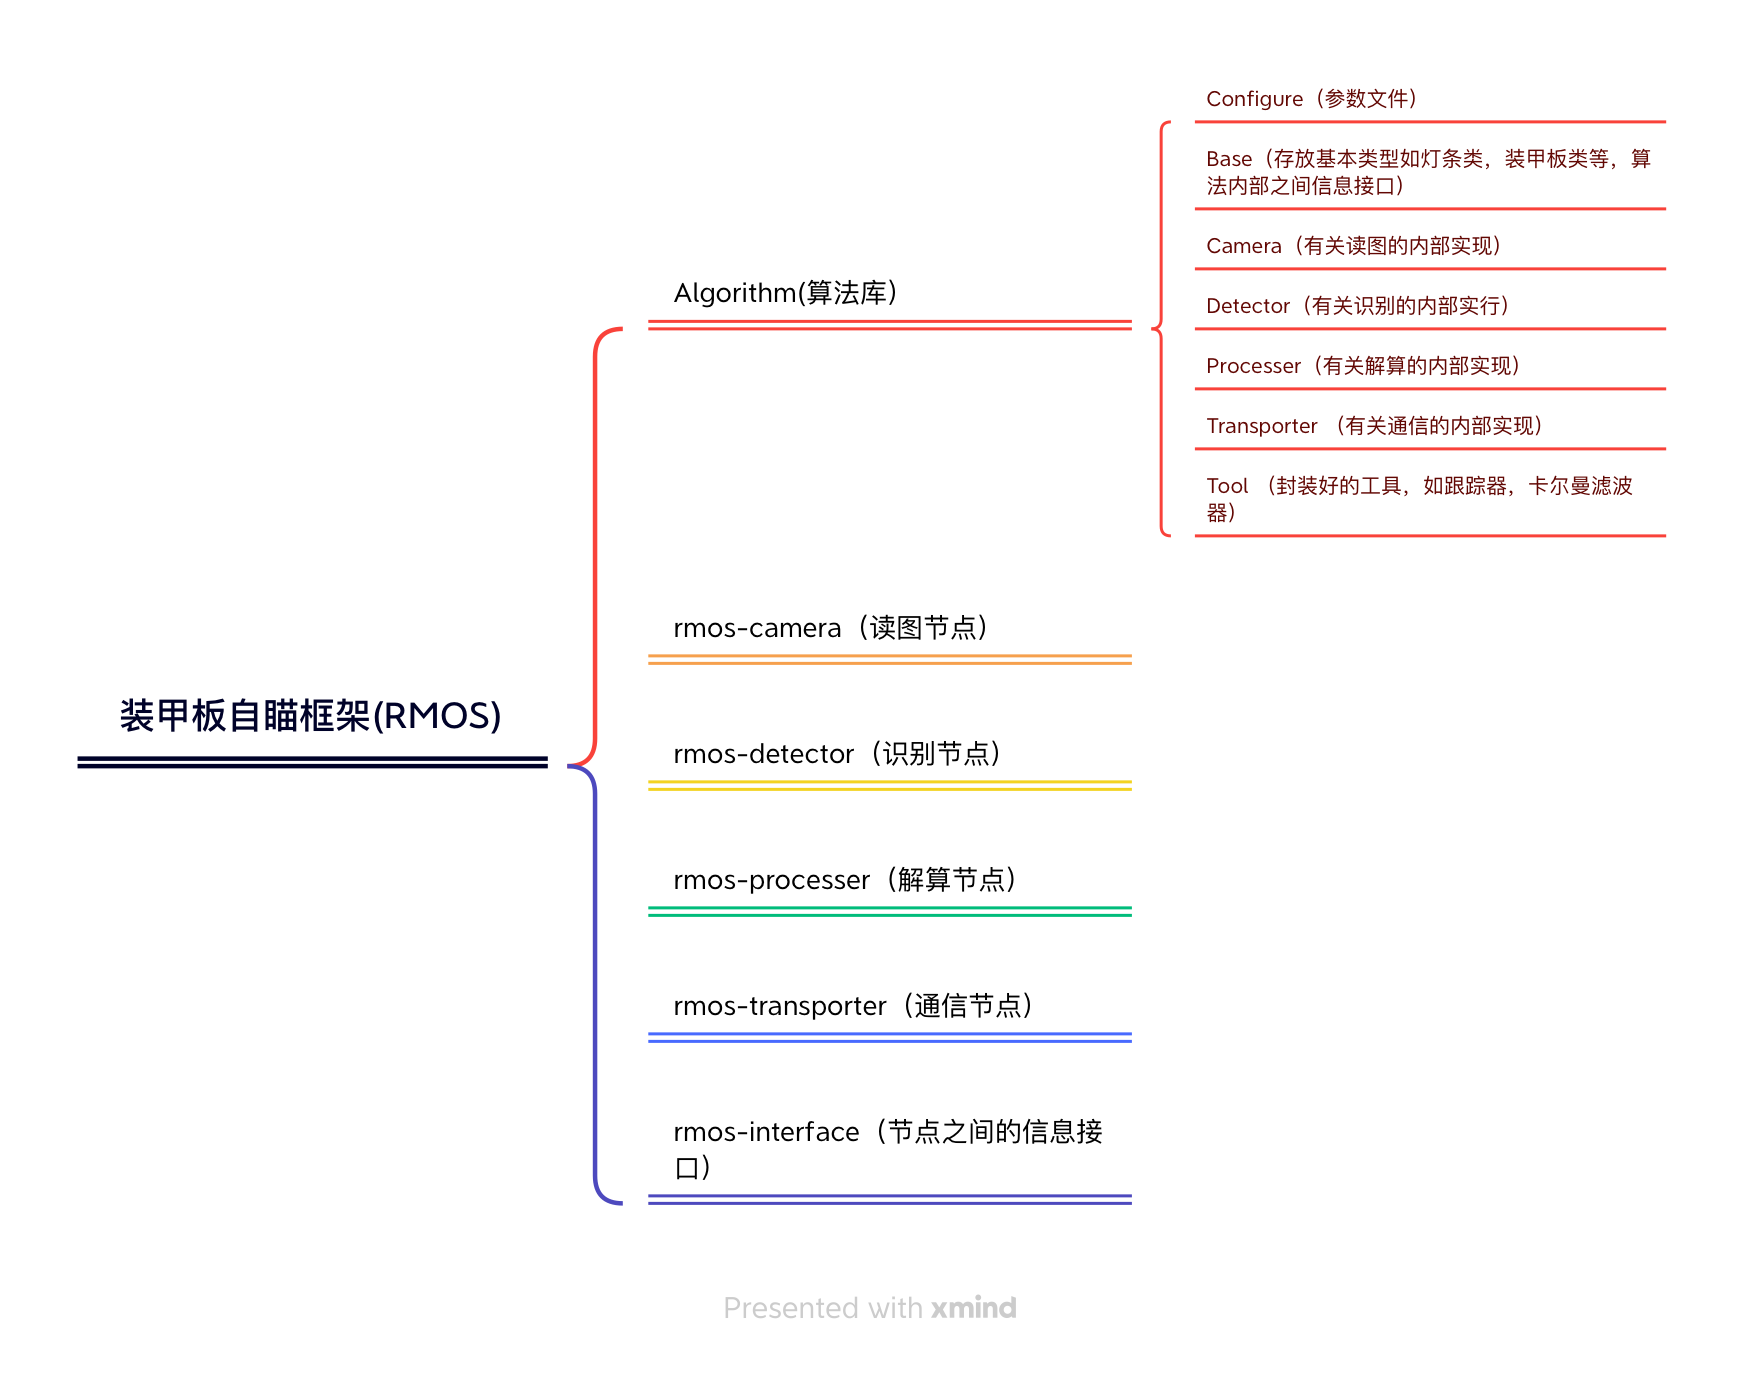 装甲板自瞄框架(RMOS)
Algorithm(算法库）
Configure（参数文件）
Base（存放基本类型如灯条类，装甲板类等，算
法内部之间信息接口）
Camera（有关读图的内部实现）
Detector（有关识别的内部实行）
Processer（有关解算的内部实现）
Transporter （有关通信的内部实现）
Tool （封装好的工具，如跟踪器，卡尔曼滤波
器）
rmos-camera（读图节点）
rmos-detector（识别节点）
rmos-processer（解算节点）
rmos-transporter（通信节点）
rmos-interface（节点之间的信息接
口）
Presented with xmind